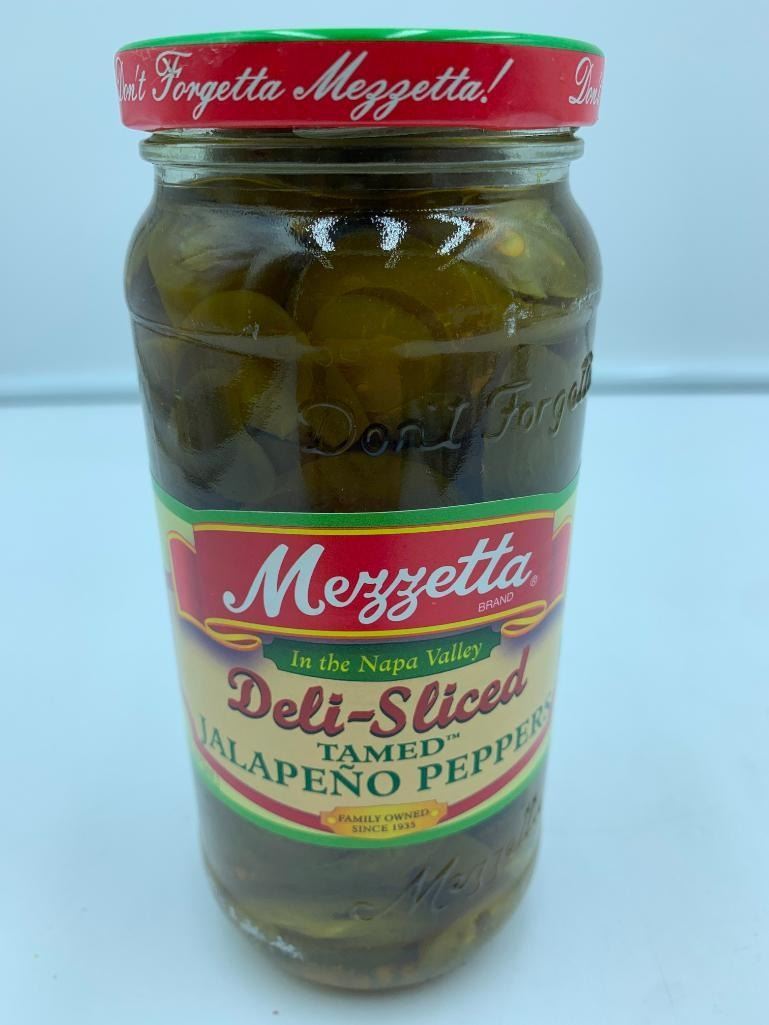 Don't Forgetta Mezzetta! Don't
Don't Forgetta
Mezzetta®
BRAND
In the Napa Valley
Deli-Sliced
TAMED™
JALAPEÑO PEPPERS
FAMILY OWNED
SINCE 1935
Mezzetta